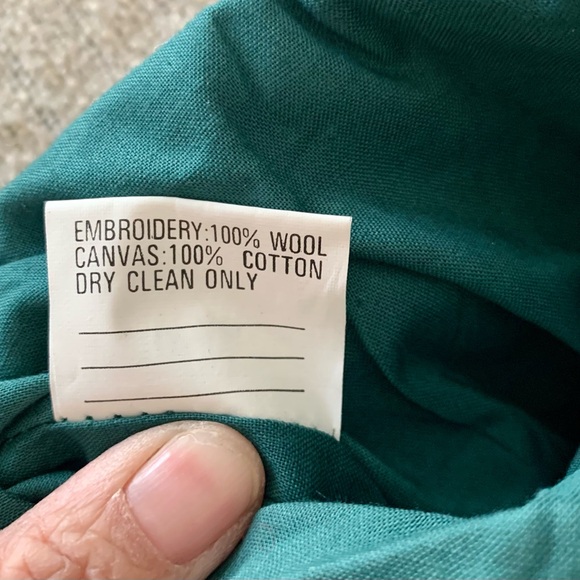 EMBROIDERY:100% WOOL
CANVAS:100% COTTON
DRY CLEAN ONLY